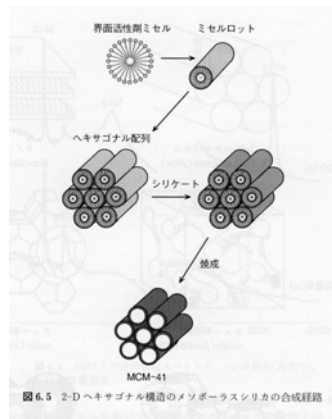 界面活性剤ミセル
ミセルロット
ヘキサゴナル配列
シリケート
焼成
MCM-41
図 6.5 2-D ヘキサゴナル構造のメソポーラスシリカの合成経路